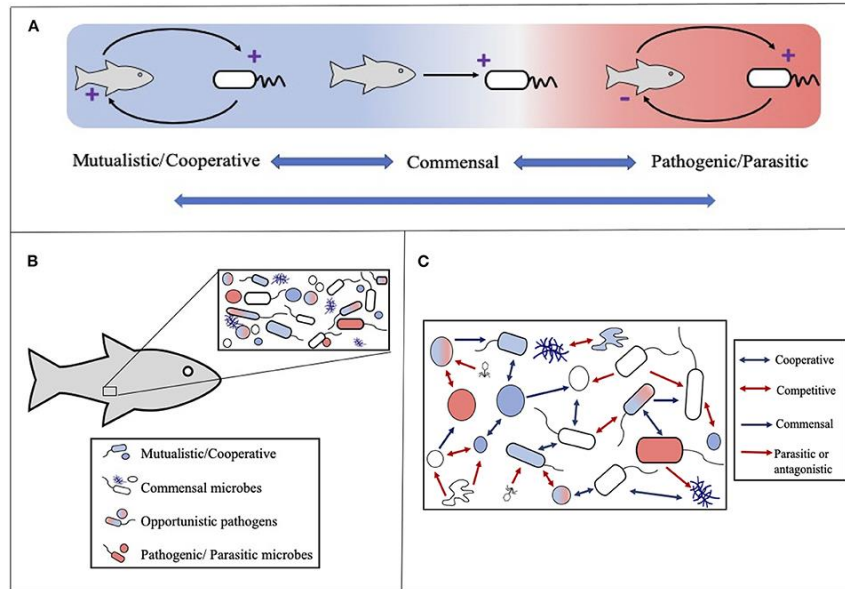 A
+
+
+
+
-
Mutualistic/Cooperative
Commensal
Pathogenic/Parasitic
B
Mutualistic/Cooperative
Commensal microbes
Opportunistic pathogens
Pathogenic/ Parasitic microbes
C
Cooperative
Competitive
Commensal
Parasitic or
antagonistic